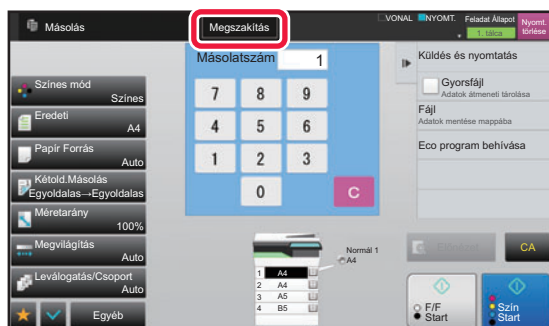 Másolás
Megszakítás
VONAL
NYOMT.
Feladat Állapot
1. tálca
Nyomt.
törlése
Másolatszám
1
Színes mód
Színes
Eredeti
A4
Papír Forrás
Auto
Kétold.Másolás
Egyoldalas→Egyoldalas
Méretarány
100%
Megvilágítás
Auto
Leválogatás/Csoport
Auto
Egyéb
7 8 9
4 5 6
1 2 3
0 C
Normál 1
A4
1 A4
2 A4
3 A5
4 B5
Küldés és nyomtatás
Gyorsfájl
Adatok átmeneti tárolása
Fájl
Adatok mentése mappába
Eco program behívása
CA
F/F
Start
Szín
Start